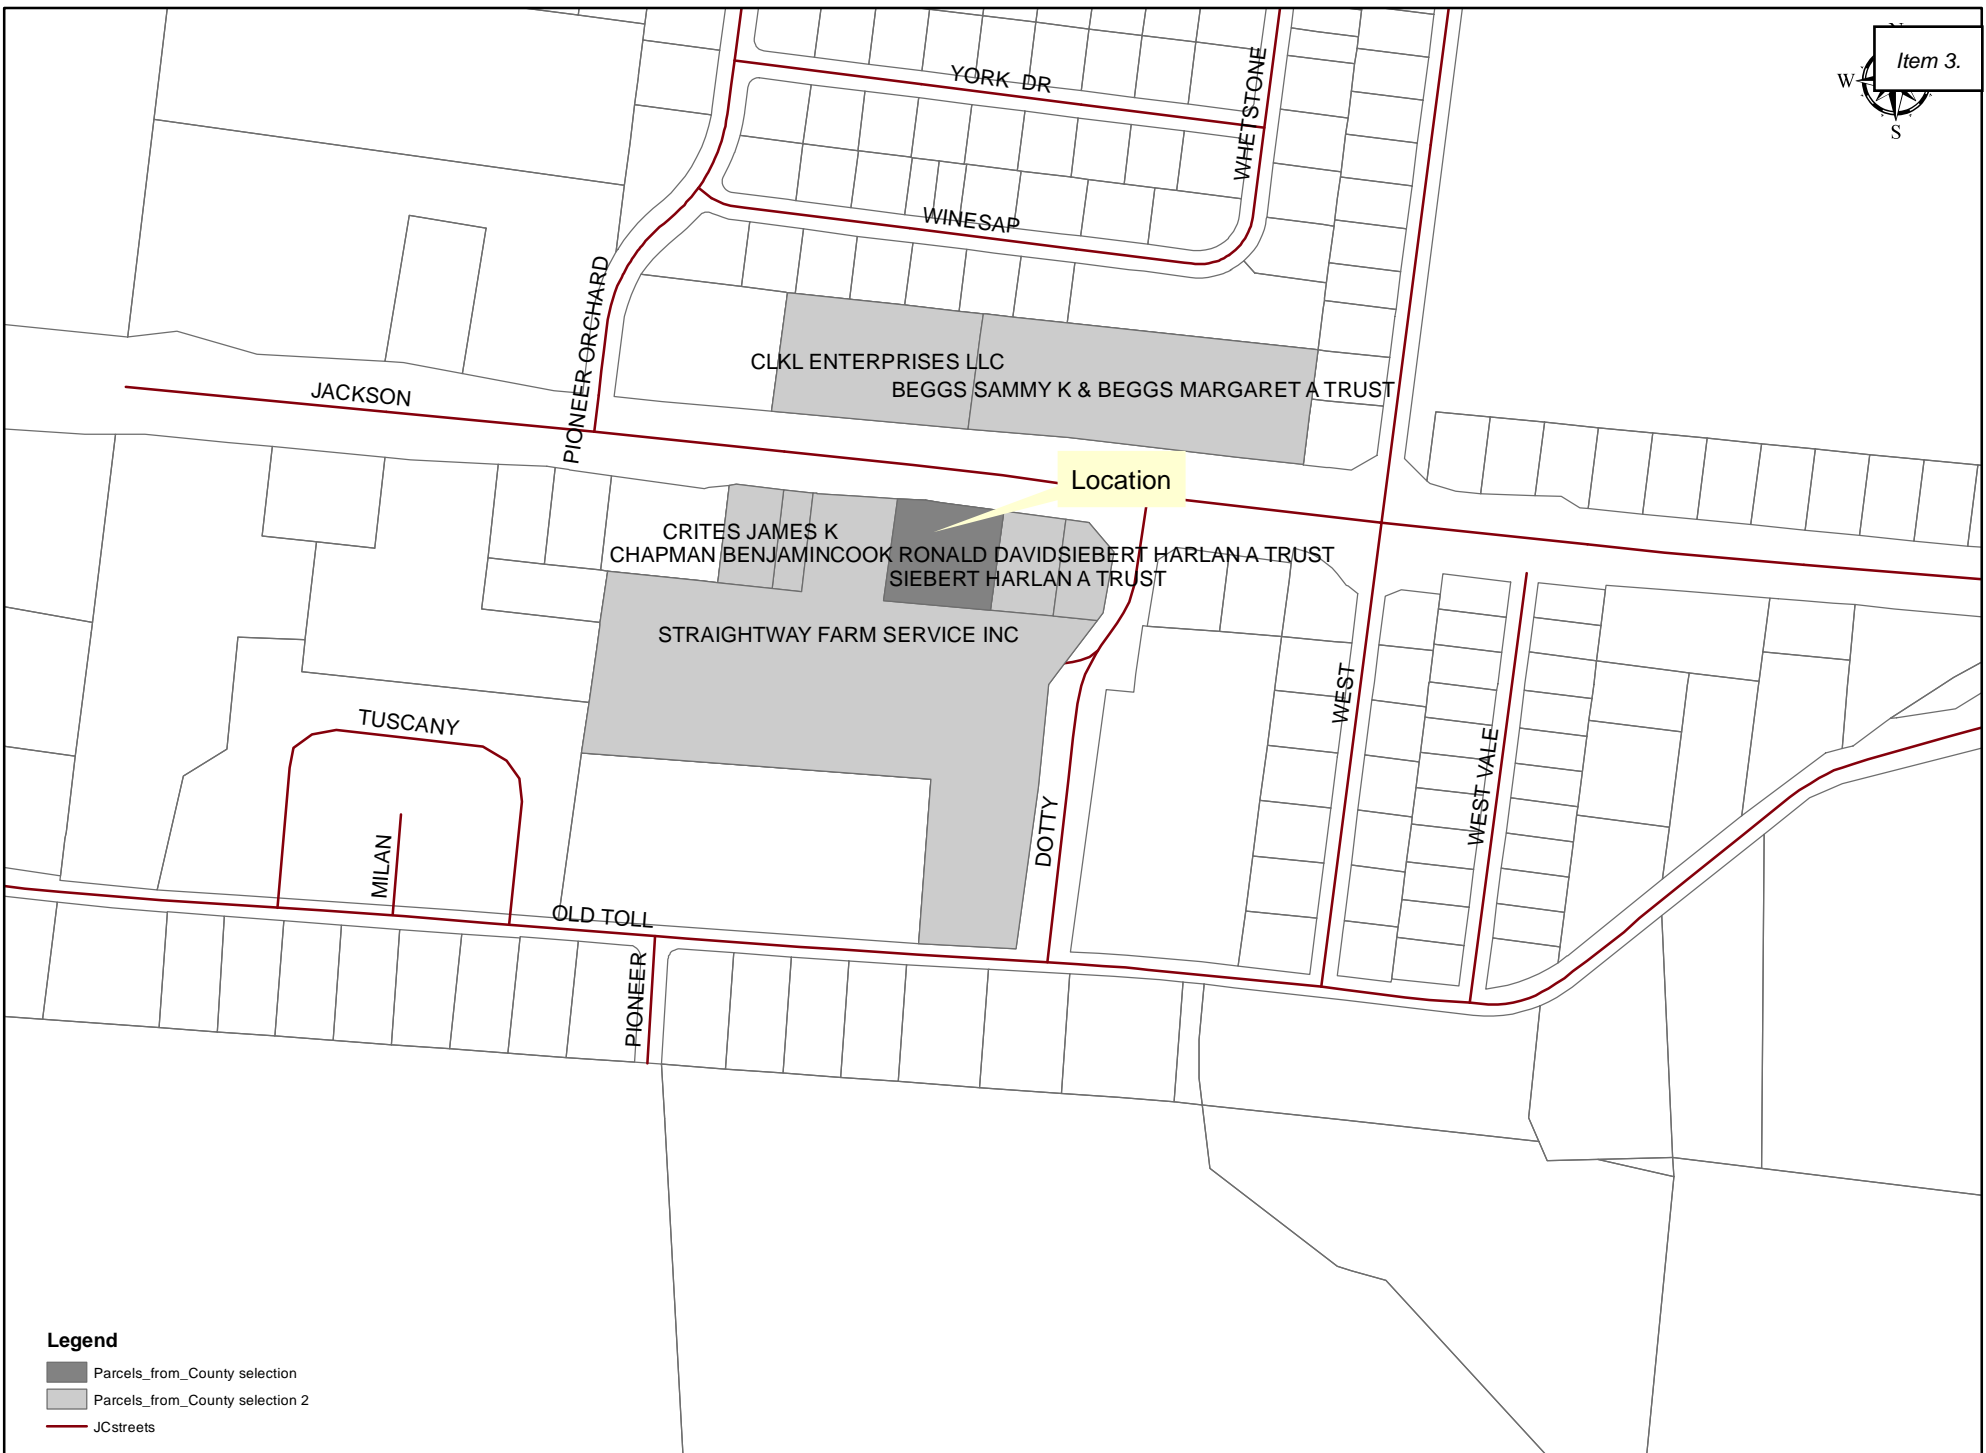 N
Item 3.
W
S
YORK DR
WHETSTONE
WINESAP
PIONEER ORCHARD
CLKL ENTERPRISES LLC
BEGGS SAMMY K & BEGGS MARGARET A TRUST
JACKSON
Location
CRITES JAMES K
CHAPMAN BENJAMINCOOK RONALD DAVIDSIEBERT HARLAN A TRUST
SIEBERT HARLAN A TRUST
STRAIGHTWAY FARM SERVICE INC
WEST
TUSCANY
WEST VALE
DOTTY
MILAN
OLD TOLL
PIONEER
Legend
Parcels_from_County selection
Parcels_from_County selection 2
JCstreets